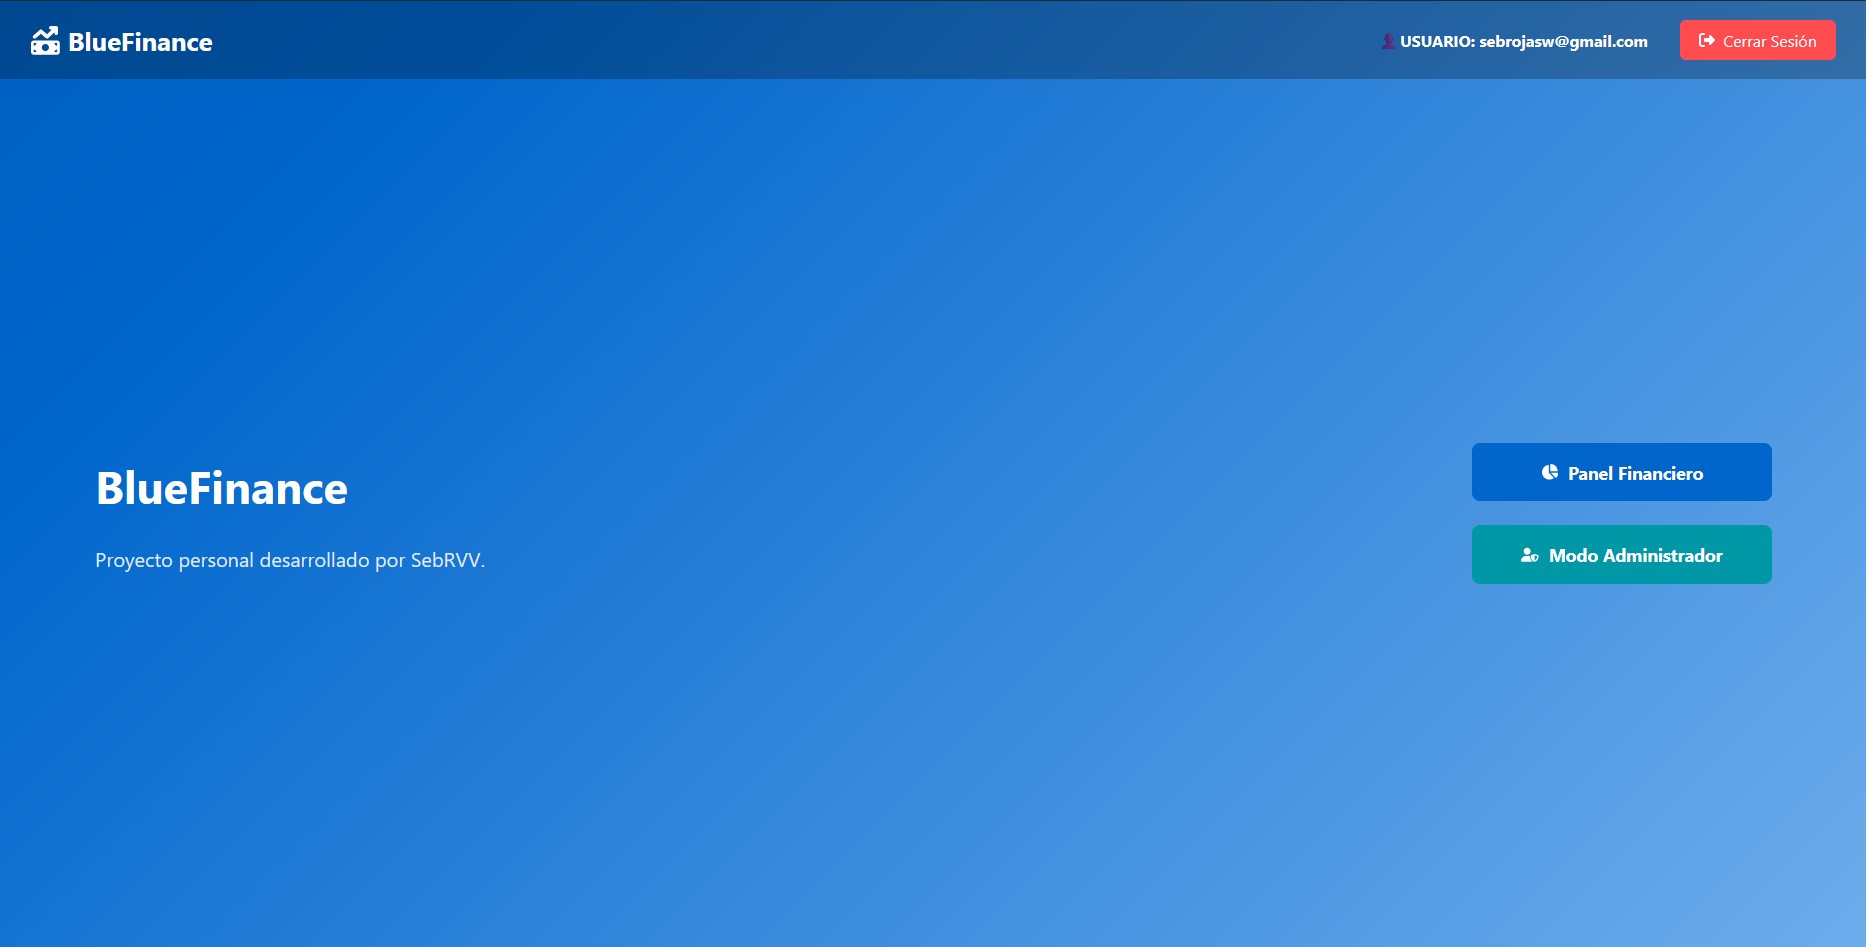 BlueFinance
USUARIO: sebrojasw@gmail.com
Cerrar Sesión
BlueFinance
Proyecto personal desarrollado por SebRVV.
Panel Financiero
Modo Administrador